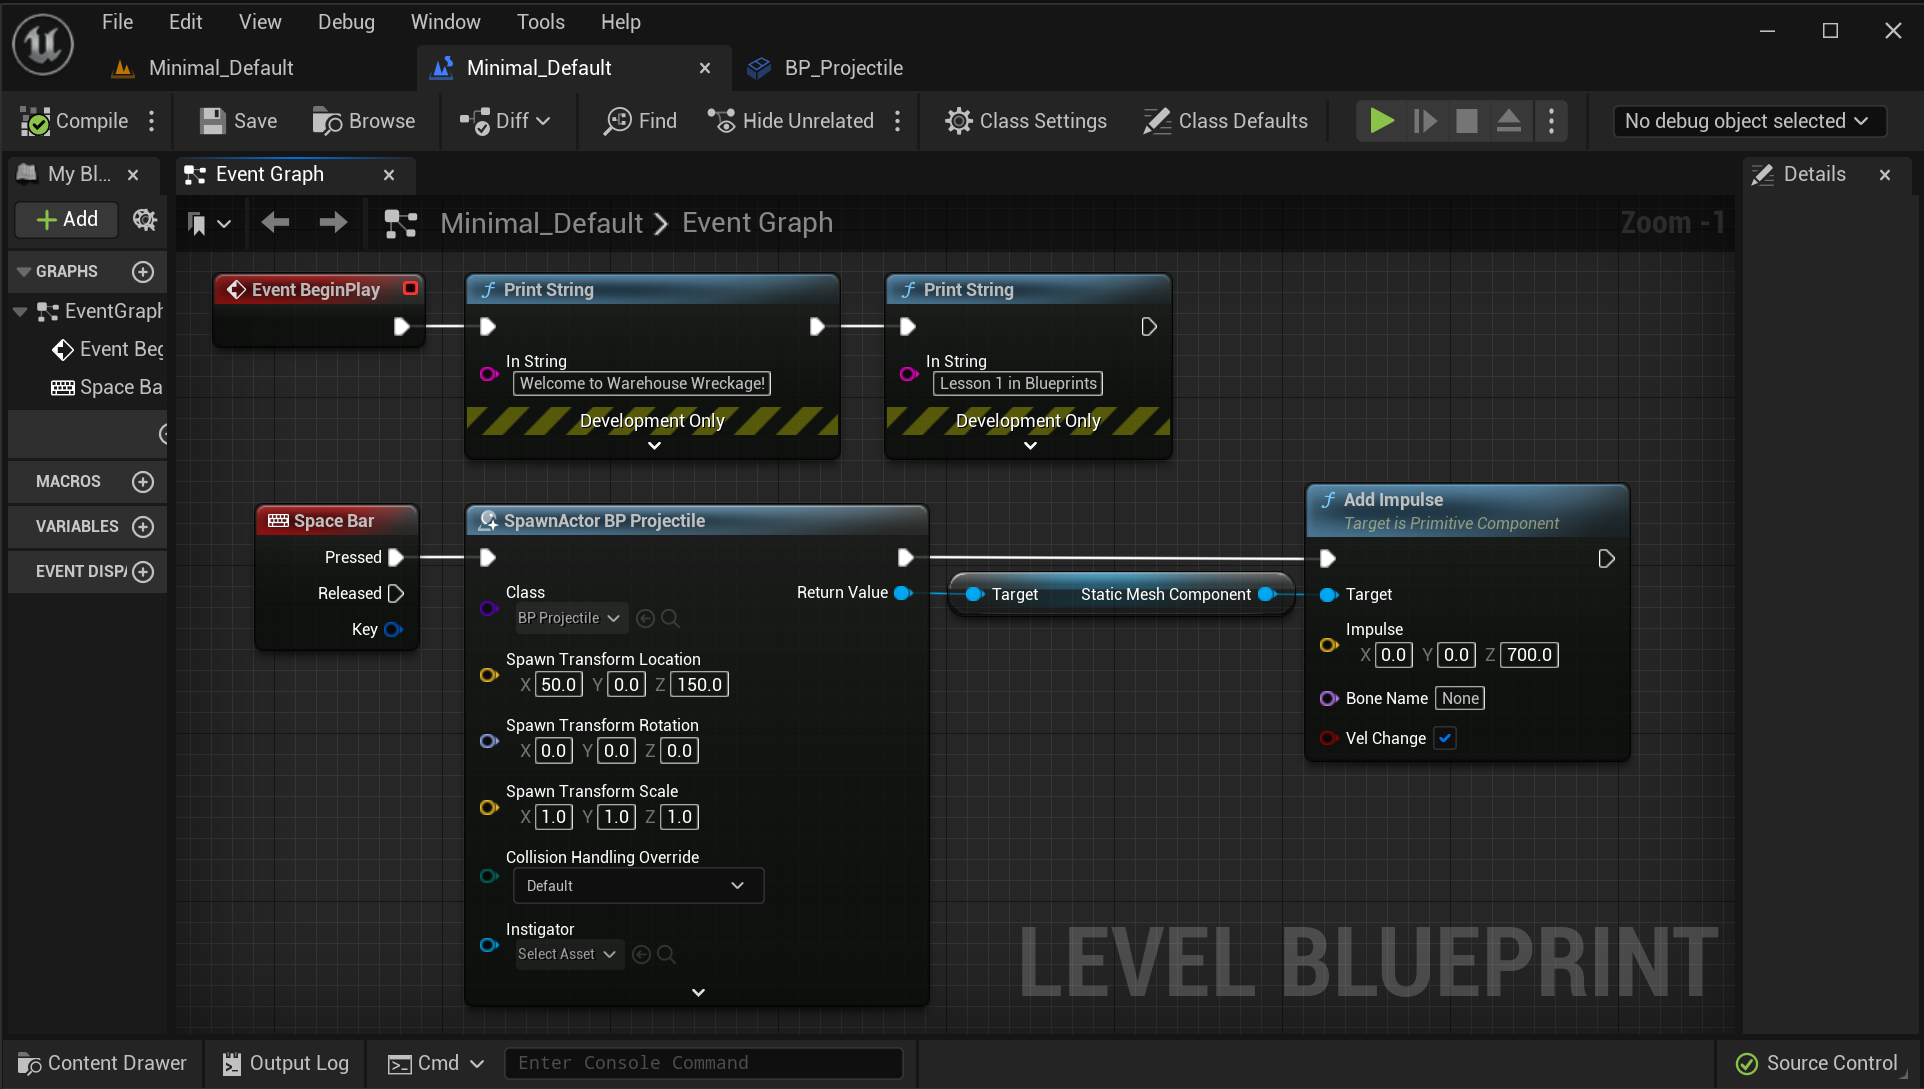 File Edit View Debug Window Tools Help
Minimal_Default Minimal_Default BP_Projectile
Compile Save Browse Diff Find Hide Unrelated Class Settings Class Defaults No debug object selected
My Bl... Event Graph Details
Add Minimal_Default Event Graph Zoom -1
GRAPHS
EventGraph
Event Beg
Space Ba
MACROS
VARIABLES
EVENT DISPA
Event BeginPlay
Print String
In String
Welcome to Warehouse Wreckage!
Development Only
Print String
In String
Lesson 1 in Blueprints
Development Only
Space Bar
Pressed
Released
Key
SpawnActor BP Projectile
Class Return Value
BP Projectile
Spawn Transform Location
X 50.0 Y 0.0 Z 150.0
Spawn Transform Rotation
X 0.0 Y 0.0 Z 0.0
Spawn Transform Scale
X 1.0 Y 1.0 Z 1.0
Collision Handling Override
Default
Instigator
Select Asset
Target Static Mesh Component
Add Impulse
Target is Primitive Component
Target
Impulse
X 0.0 Y 0.0 Z 700.0
Bone Name None
Vel Change
LEVEL BLUEPRINT
Content Drawer Output Log Cmd Enter Console Command Source Control